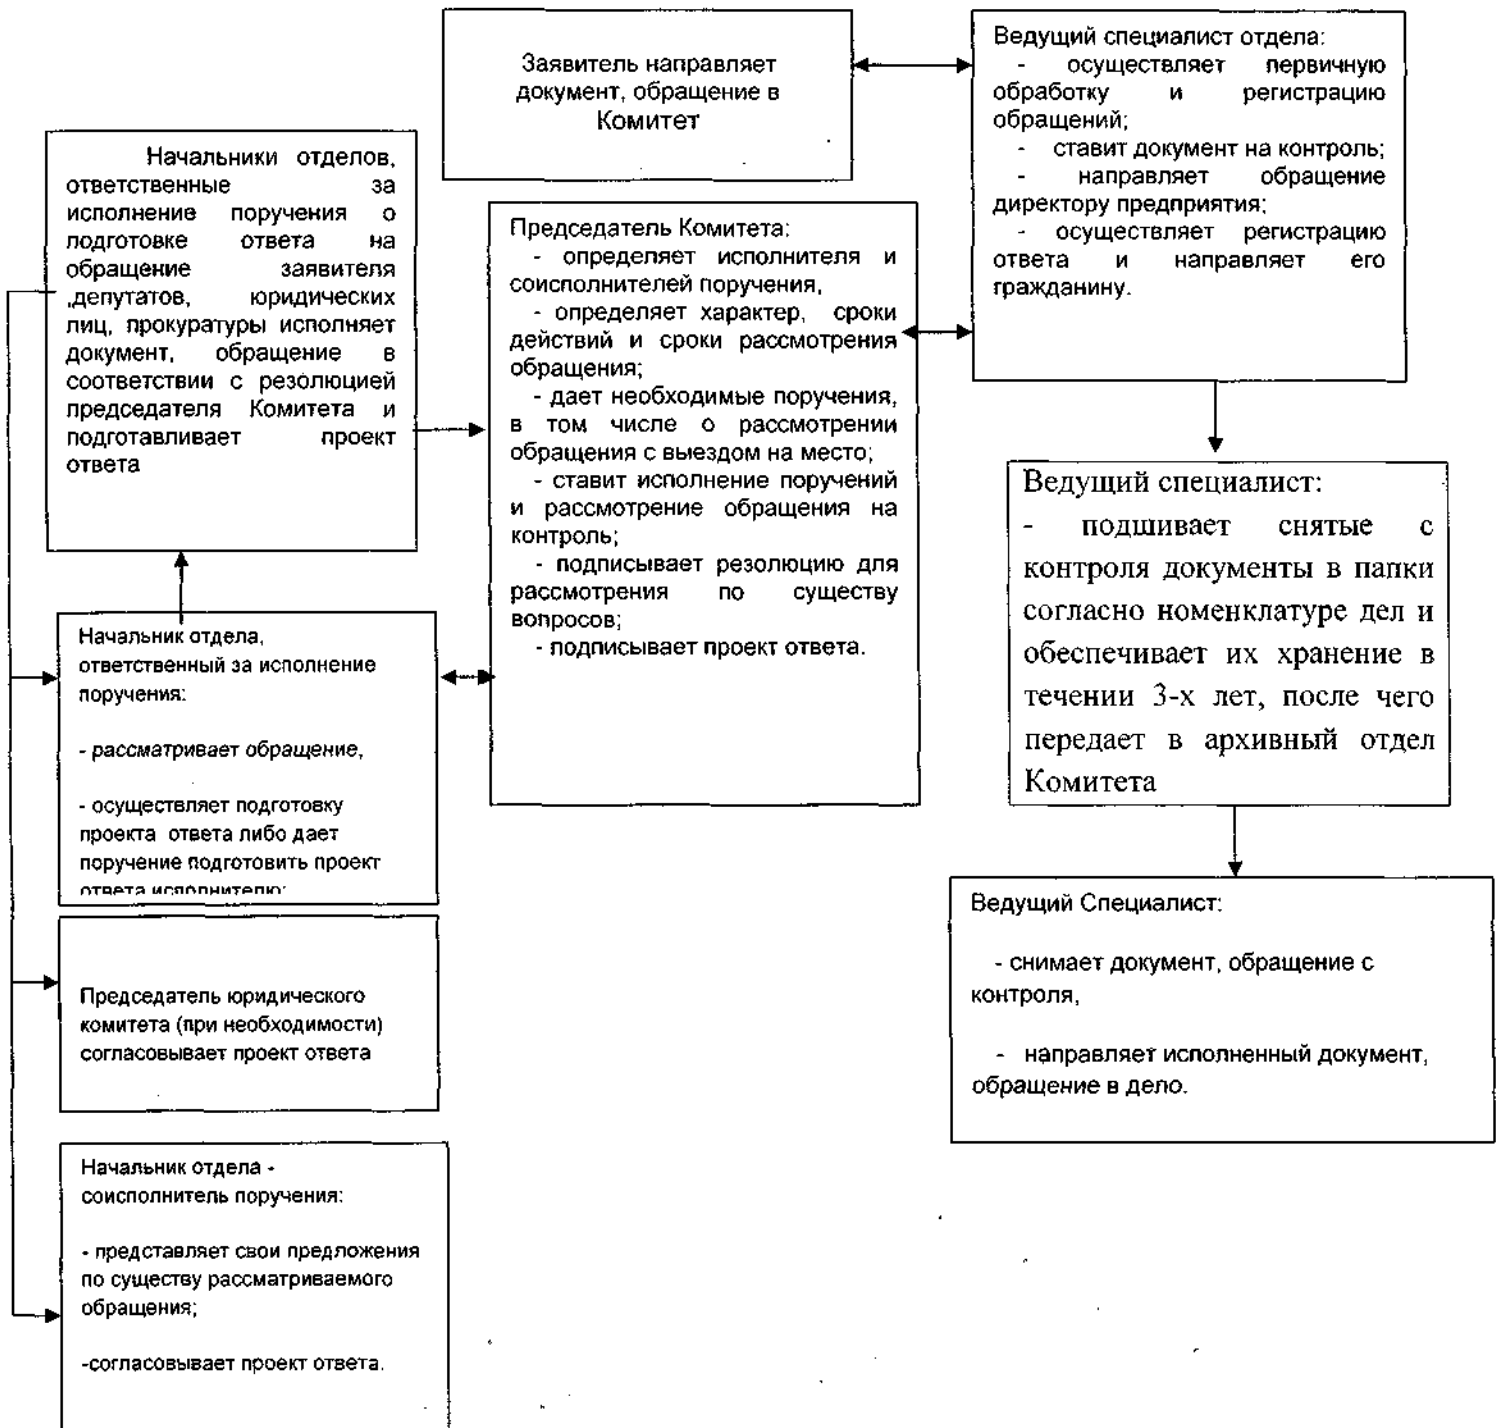 Заявитель направляет
документ, обращение в
Комитет
Ведущий специалист отдела:
- осуществляет первичную
обработку и регистрацию
обращений;
- ставит документ на контроль;
- направляет обращение
директору предприятия;
- осуществляет регистрацию
ответа и направляет его
гражданину.
Начальники отделов,
ответственные за
исполнение поручения о
подготовке ответа на
обращение заявителя
,депутатов, юридических
лиц, прокуратуры исполняет
документ, обращение в
соответствии с резолюцией
председателя Комитета и
подготавливает проект
ответа
Председатель Комитета:
- определяет исполнителя и
соисполнителей поручения,
- определяет характер, сроки
действий и сроки рассмотрения
обращения;
- дает необходимые поручения,
в том числе о рассмотрении
обращения с выездом на место;
- ставит исполнение поручений
и рассмотрение обращения на
контроль;
- подписывает резолюцию для
рассмотрения по существу
вопросов;
- подписывает проект ответа.
Ведущий специалист:
- подшивает снятые с
контроля документы в папки
согласно номенклатуре дел и
обеспечивает их хранение в
течении 3-х лет, после чего
передает в архивный отдел
Комитета
Начальник отдела,
ответственный за исполнение
поручения:
- рассматривает обращение,
- осуществляет подготовку
проекта ответа либо дает
поручение подготовить проект
ответа исполнителю;
Ведущий Специалист:
- снимает документ, обращение с
контроля,
- направляет исполненный документ,
обращение в дело.
Председатель юридического
комитета (при необходимости)
согласовывает проект ответа
Начальник отдела -
соисполнитель поручения:
- представляет свои предложения
по существу рассматриваемого
обращения;
-согласовывает проект ответа.